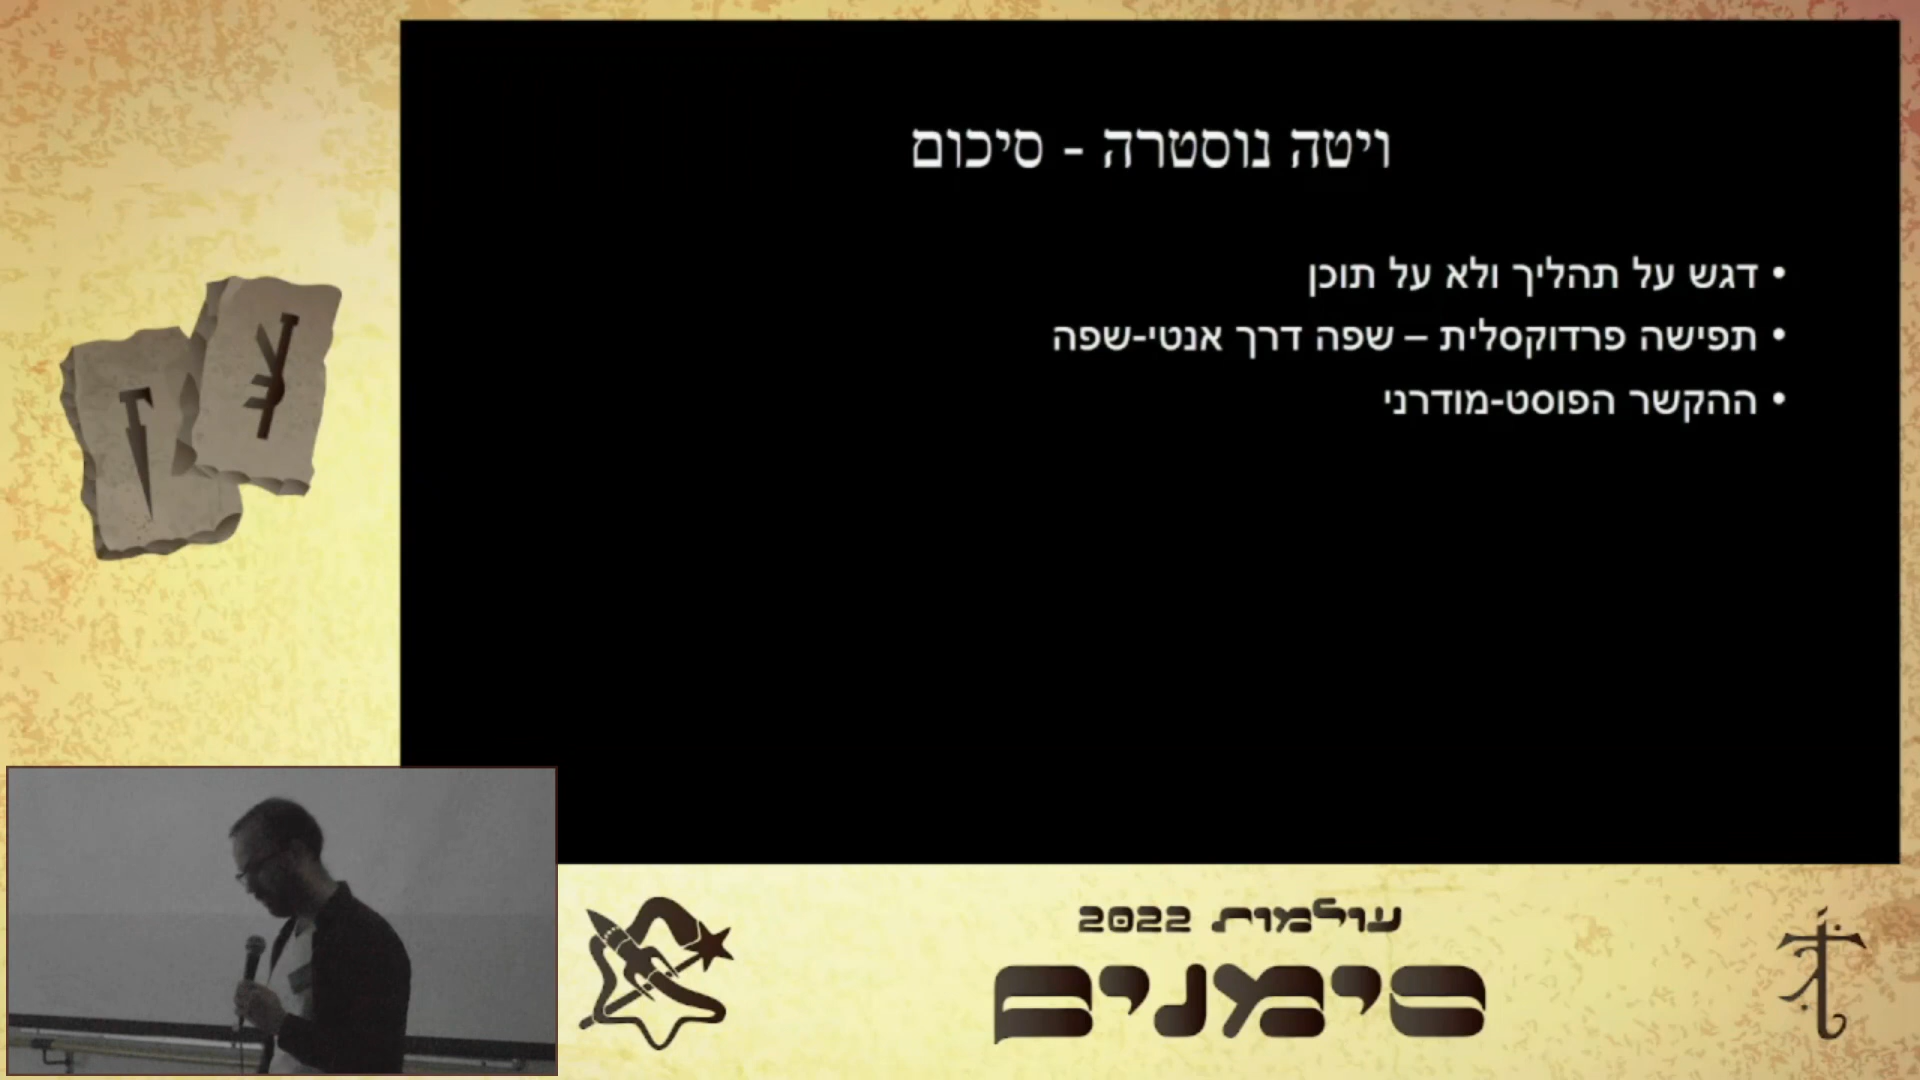 ויטה נוסטרה - סיכום
• דגש על תהליך ולא על תוכן
• תפישה פרדוקסלית – שפה דרך אנטי-שפה
• ההקשר הפוסט-מודרני
עולמות 2022
סימנים